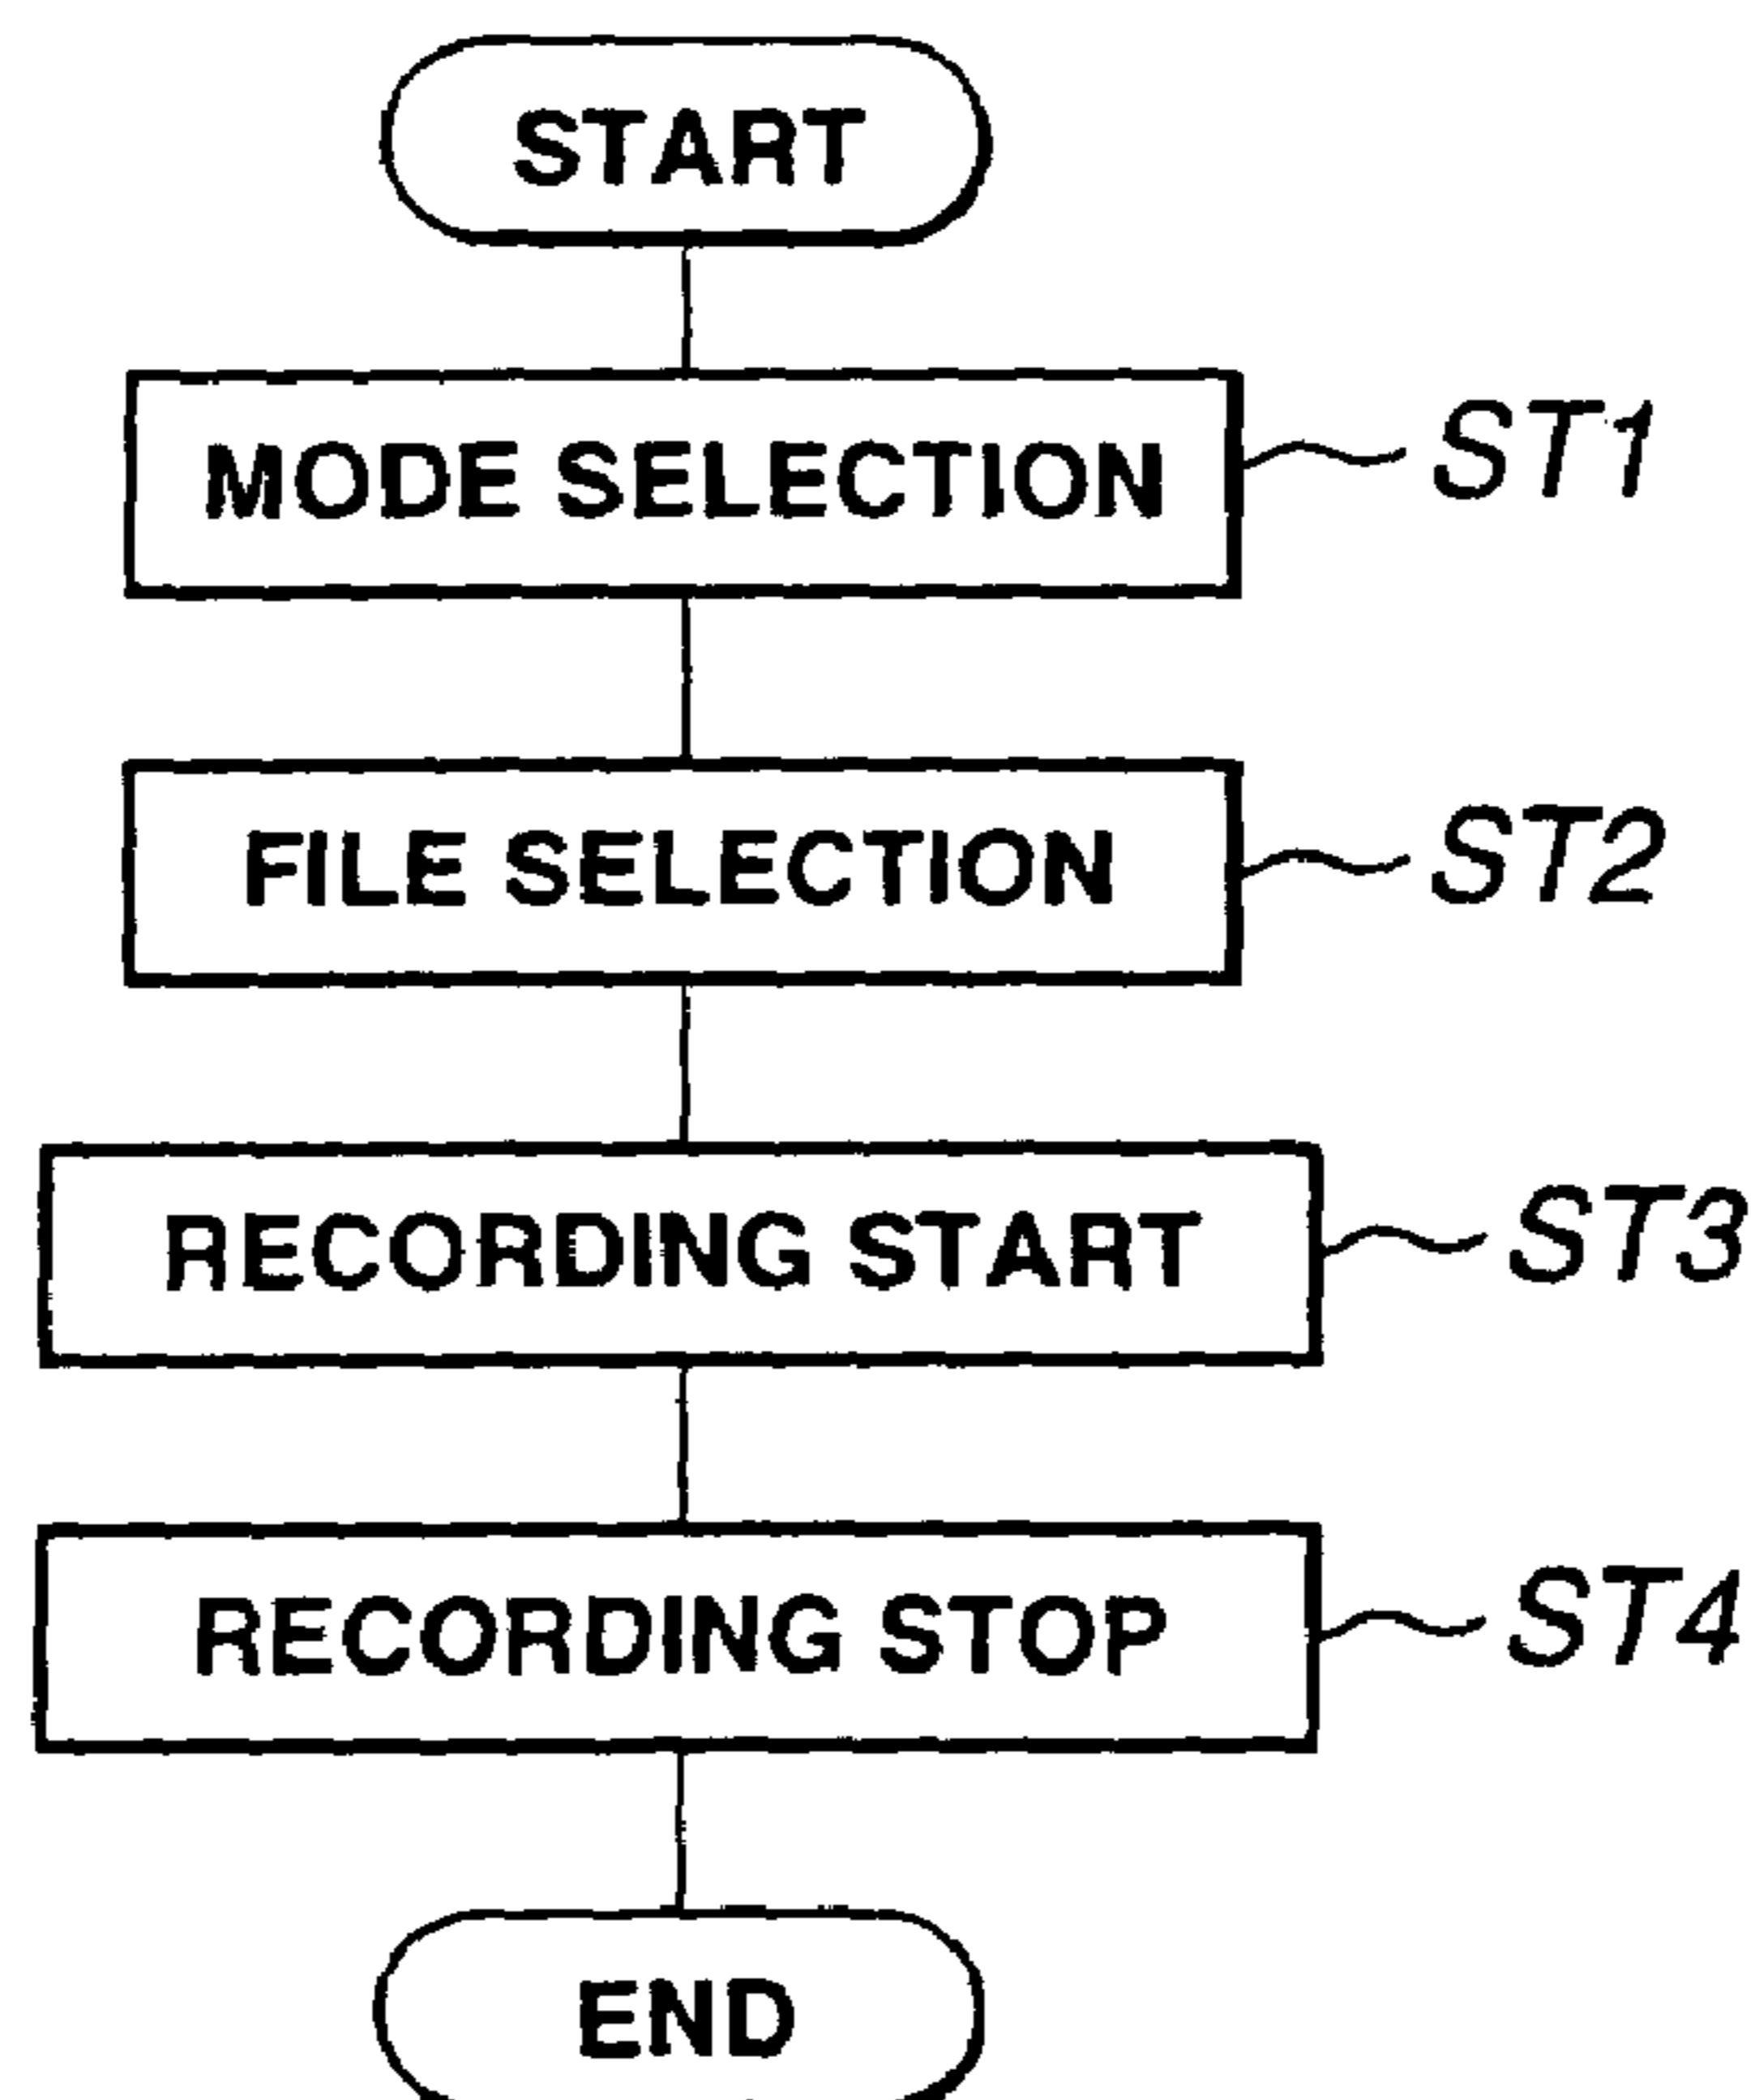 START
MODE SELECTION
ST1
FILE SELECTION
ST2
RECORDING START
ST3
RECORDING STOP
ST4
END